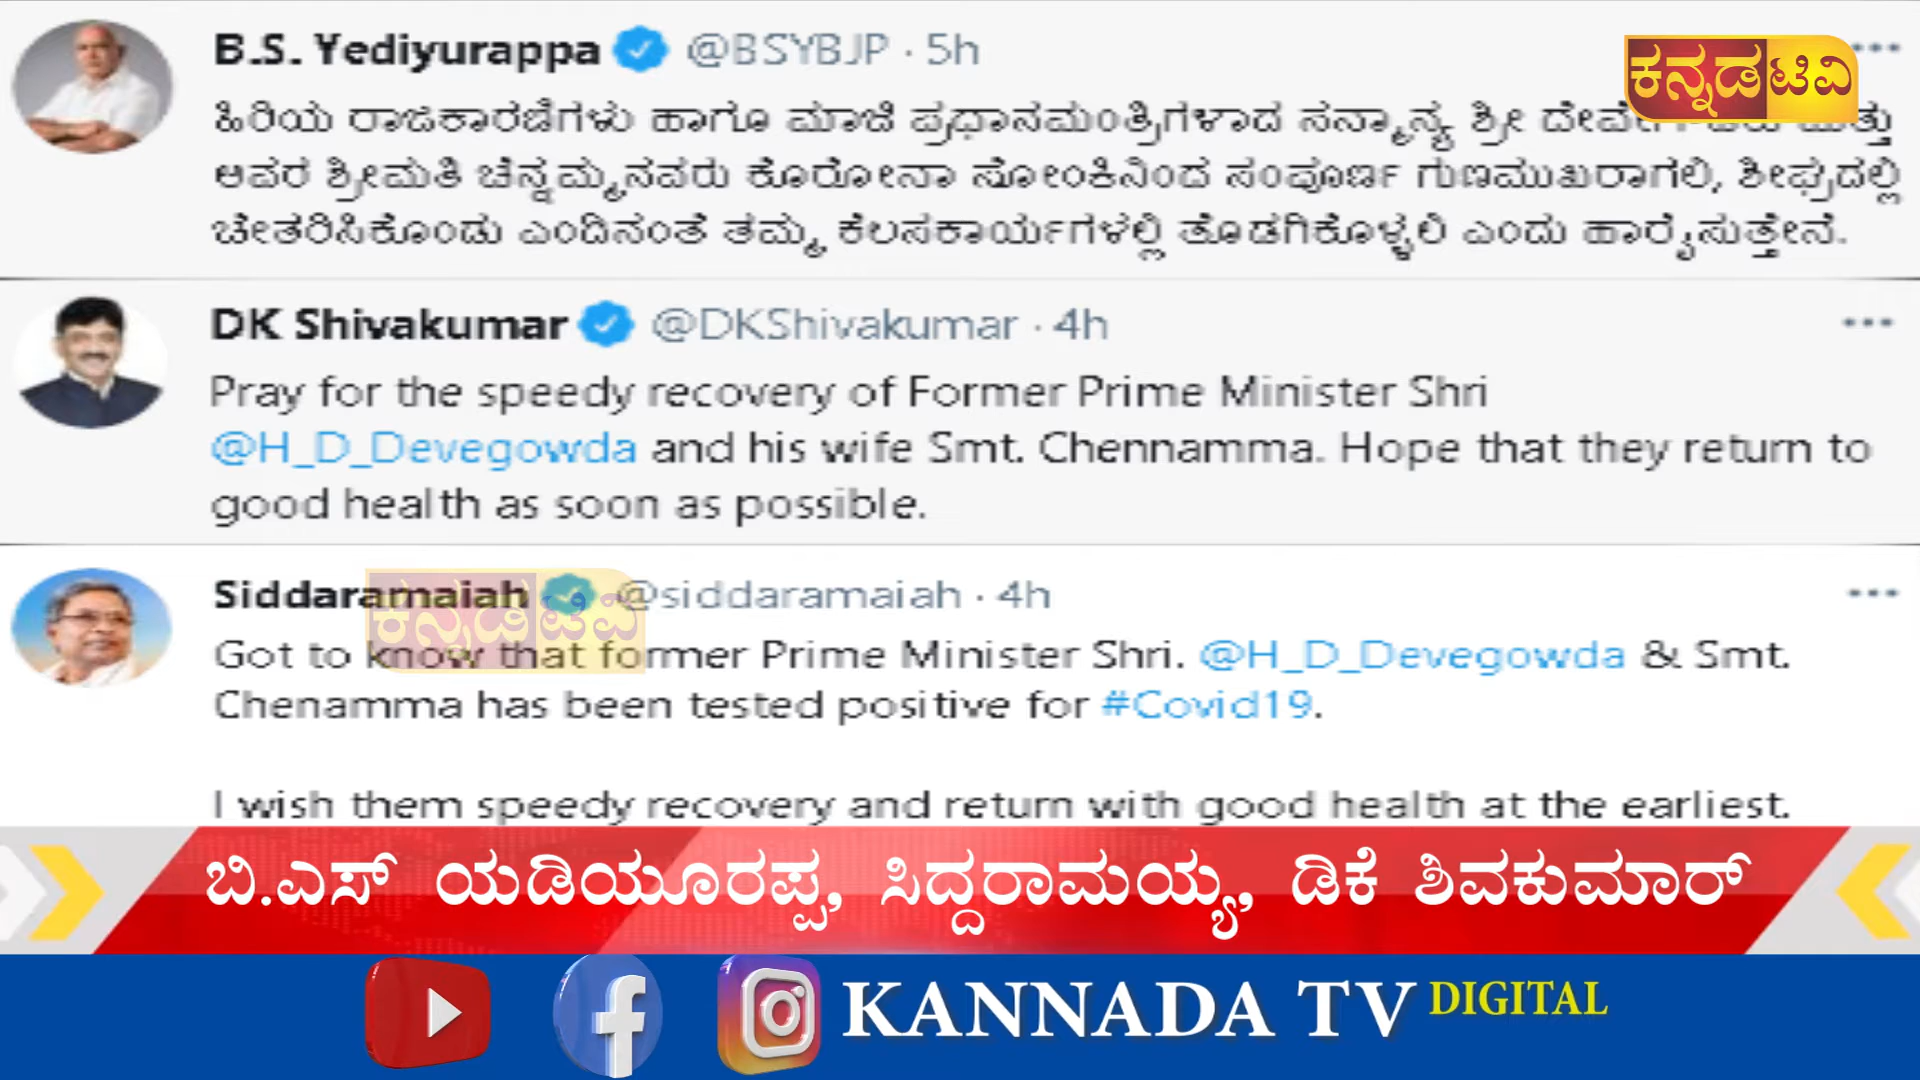 B.S. Yediyurappa @BSYBJP · 5h
ಕನ್ನಡ ಟಿವಿ
ಹಿರಿಯ ರಾಜಕಾರಣಿಗಳು ಹಾಗೂ ಮಾಜಿ ಪ್ರಧಾನಮಂತ್ರಿಗಳಾದ ಸನ್ಮಾನ್ಯ ಶ್ರೀ
ಅವರ ಶ್ರೀಮತಿ ಚೆನ್ನಮ್ಮನವರು ಕೊರೋನಾ ಸೋಂಕಿನಿಂದ ಸಂಪೂರ್ಣ ಗುಣಮುಖರಾಗಲಿ, ಶೀಘ್ರದಲ್ಲಿ
ಚೇತರಿಸಿಕೊಂಡು ಎಂದಿನಂತೆ ತಮ್ಮ ಕೆಲಸಕಾರ್ಯಗಳಲ್ಲಿ ತೊಡಗಿಕೊಳ್ಳಲಿ ಎಂದು ಹಾರೈಸುತ್ತೇನೆ.
DK Shivakumar @DKShivakumar · 4h
Pray for the speedy recovery of Former Prime Minister Shri
@H_D_Devegowda and his wife Smt. Chennamma. Hope that they return to
good health as soon as possible.
Siddaramaiah @siddaramaiah · 4h
ಕನ್ನಡ ಟಿವಿ
Got to know that former Prime Minister Shri. @H_D_Devegowda & Smt.
Chenamma has been tested positive for #Covid19.
I wish them speedy recovery and return with good health at the earliest.
ಬಿ.ಎಸ್ ಯಡಿಯೂರಪ್ಪ, ಸಿದ್ದರಾಮಯ್ಯ, ಡಿಕೆ ಶಿವಕುಮಾರ್
KANNADA TV DIGITAL